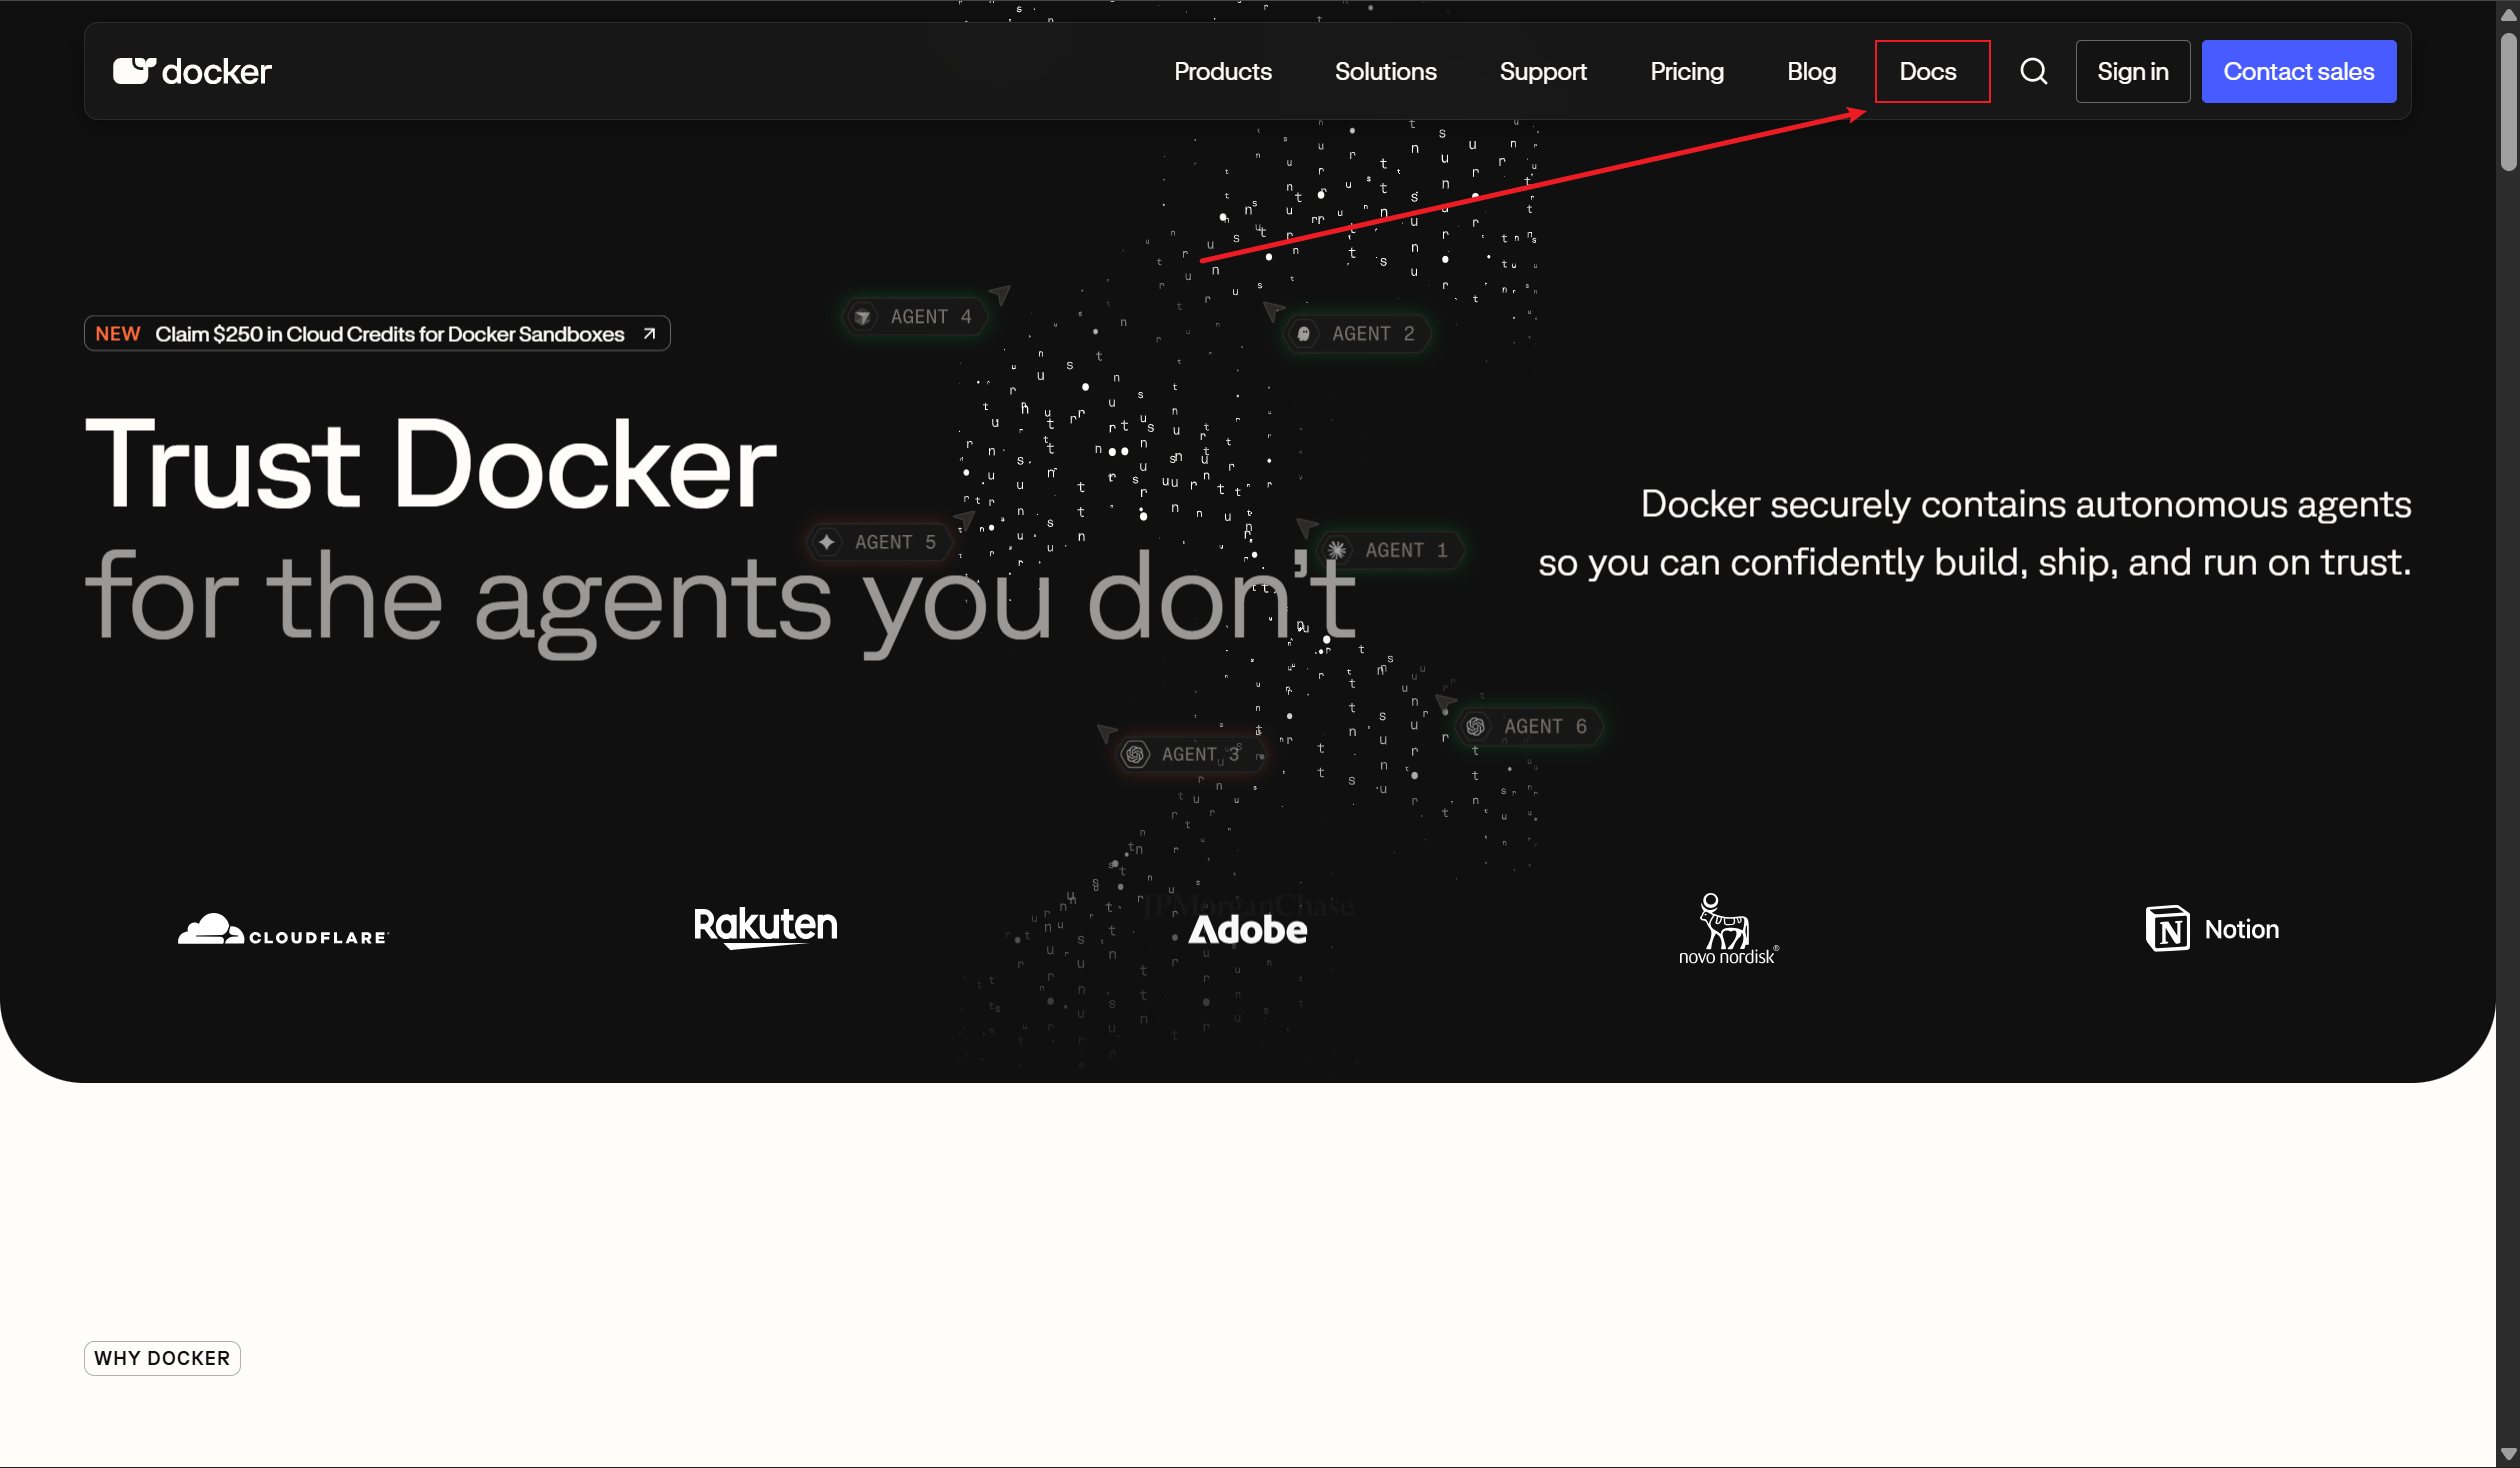 docker
Products Solutions Support Pricing Blog Docs Sign in Contact sales
NEW Claim $250 in Cloud Credits for Docker Sandboxes
AGENT 4
AGENT 2
Trust Docker
for the agents you don't
AGENT 5
AGENT 1
Docker securely contains autonomous agents
so you can confidently build, ship, and run on trust.
AGENT 3
AGENT 6
CLOUDFLARE
Rakuten
JPMorganChase
Adobe
novo nordisk®
Notion
WHY DOCKER